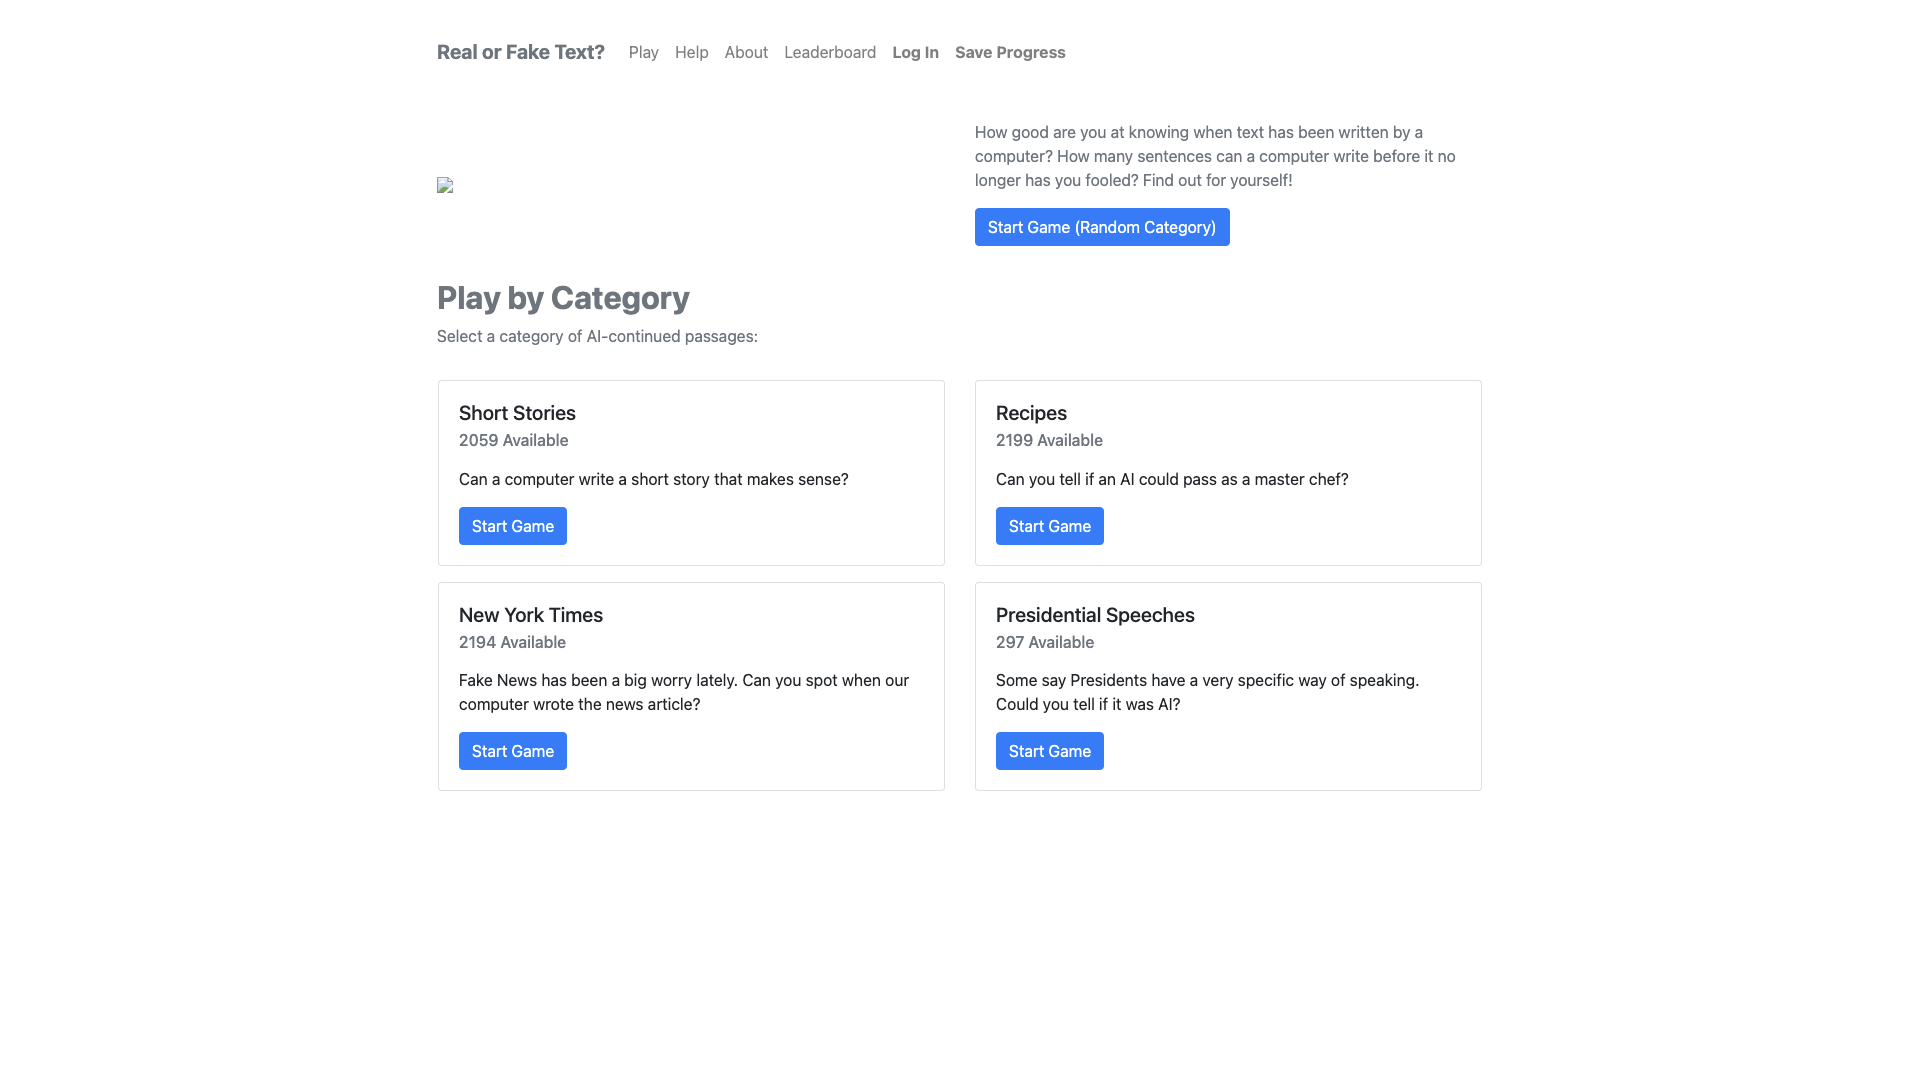 Real or Fake Text? Play Help About Leaderboard Log In Save Progress
How good are you at knowing when text has been written by a
computer? How many sentences can a computer write before it no
longer has you fooled? Find out for yourself!
Start Game (Random Category)
Play by Category
Select a category of AI-continued passages:
Short Stories
2059 Available
Can a computer write a short story that makes sense?
Start Game
Recipes
2199 Available
Can you tell if an AI could pass as a master chef?
Start Game
New York Times
2194 Available
Fake News has been a big worry lately. Can you spot when our
computer wrote the news article?
Start Game
Presidential Speeches
297 Available
Some say Presidents have a very specific way of speaking.
Could you tell if it was AI?
Start Game